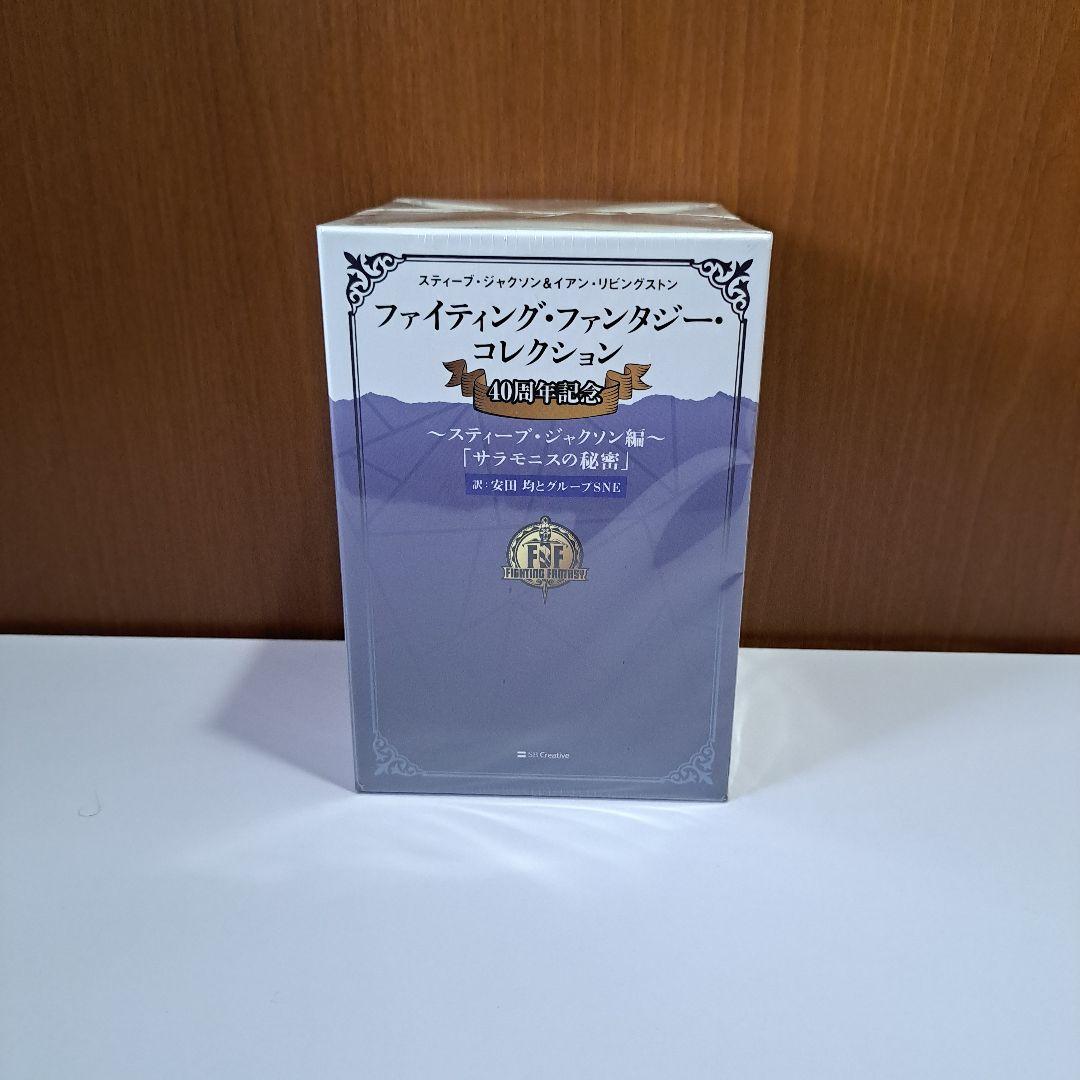 スティーブ・ジャクソン&イアン・リビングストン
ファイティング・ファンタジー・
コレクション
40周年記念
～スティーブ・ジャクソン編～
「サラモニスの秘密」
訳：安田 均とグループSNE
FF
FIGHTING FANTASY
SB Creative